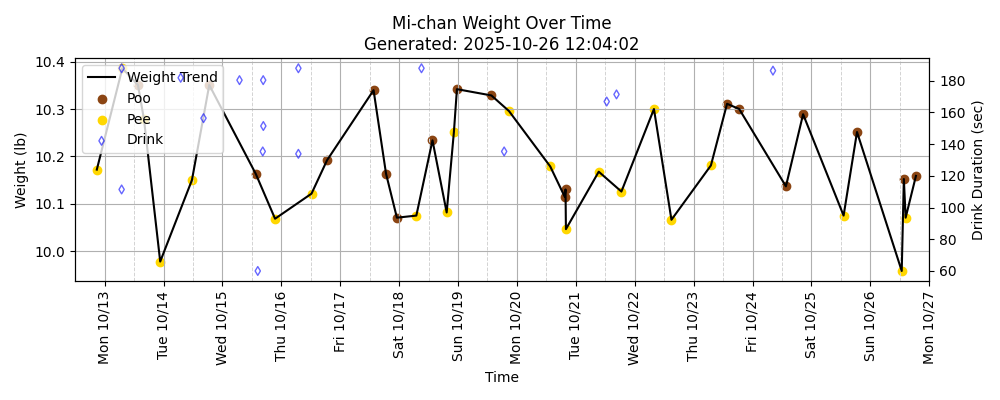 Mi-chan Weight Over Time
Generated: 2025-10-26 12:04:02
Weight (lb)
10.4
10.3
10.2
10.1
10.0
Weight Trend
Poo
Pee
Drink
180
160
140
120
100
80
60
Drink Duration (sec)
Mon 10/13
Tue 10/14
Wed 10/15
Thu 10/16
Fri 10/17
Sat 10/18
Sun 10/19
Mon 10/20
Tue 10/21
Wed 10/22
Thu 10/23
Fri 10/24
Sat 10/25
Sun 10/26
Mon 10/27
Time